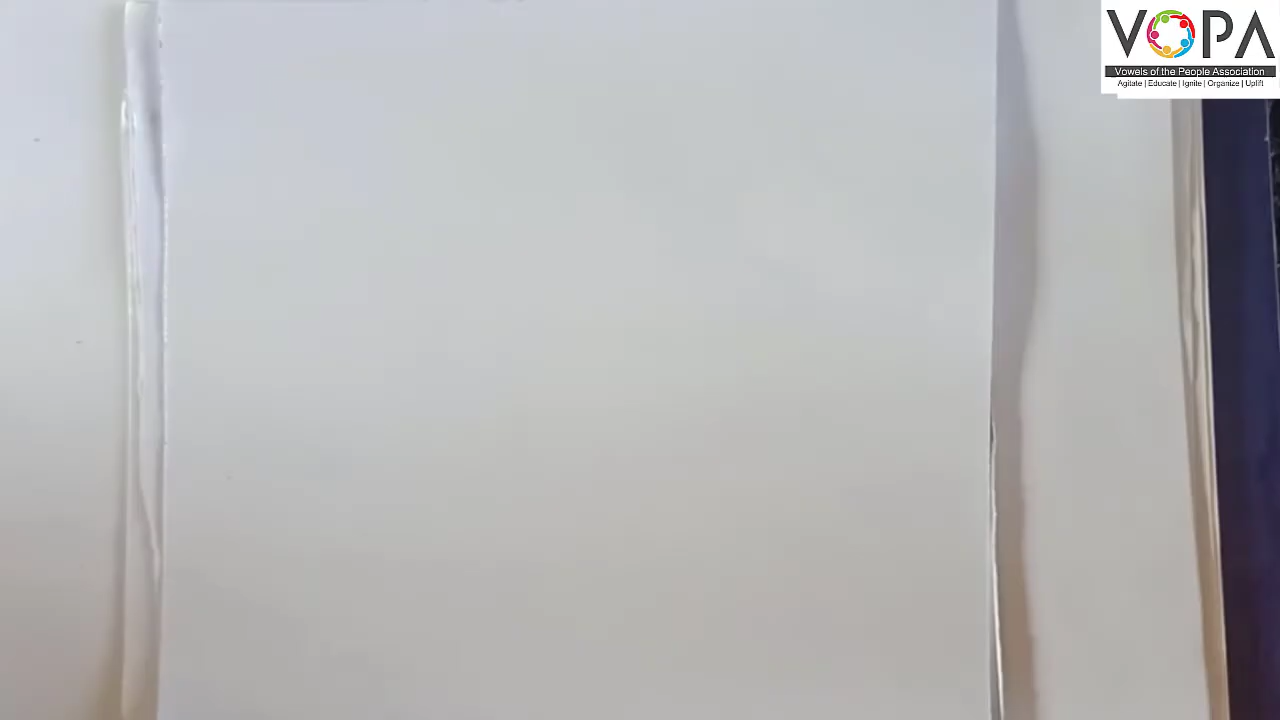 VOPA
Vowels of the People Association
Agitate | Educate | Ignite | Organize | Uplift